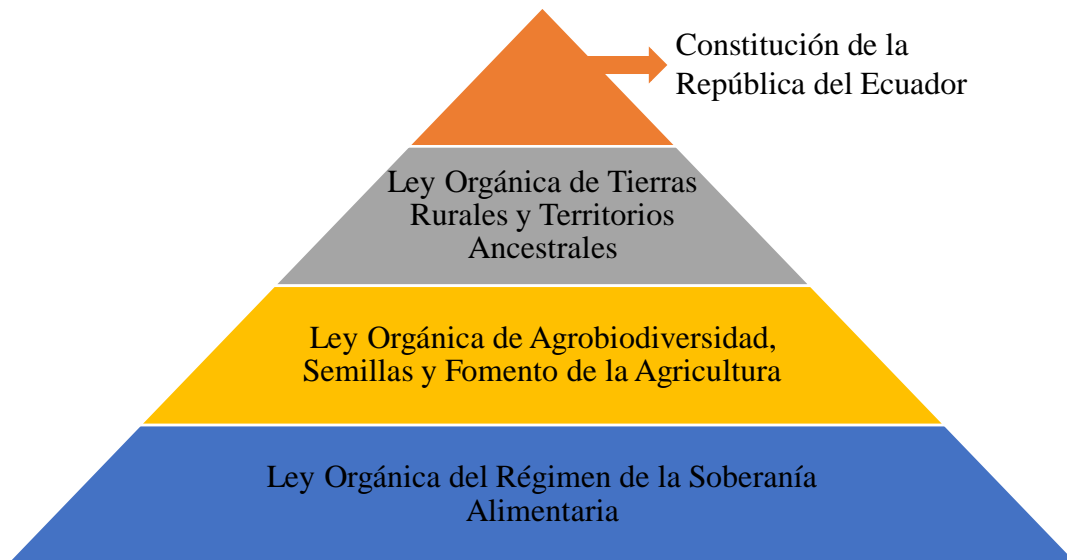 Constitución de la
República del Ecuador
Ley Orgánica de Tierras
Rurales y Territorios
Ancestrales
Ley Orgánica de Agrobiodiversidad,
Semillas y Fomento de la Agricultura
Ley Orgánica del Régimen de la Soberanía
Alimentaria